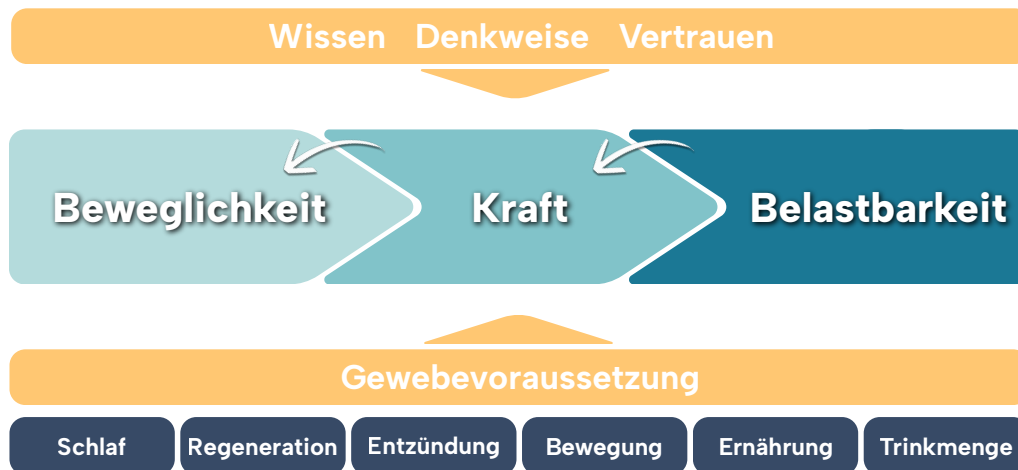 Wissen Denkweise Vertrauen
Beweglichkeit Kraft Belastbarkeit
Gewebevoraussetzung
Schlaf Regeneration Entzündung Bewegung Ernährung Trinkmenge